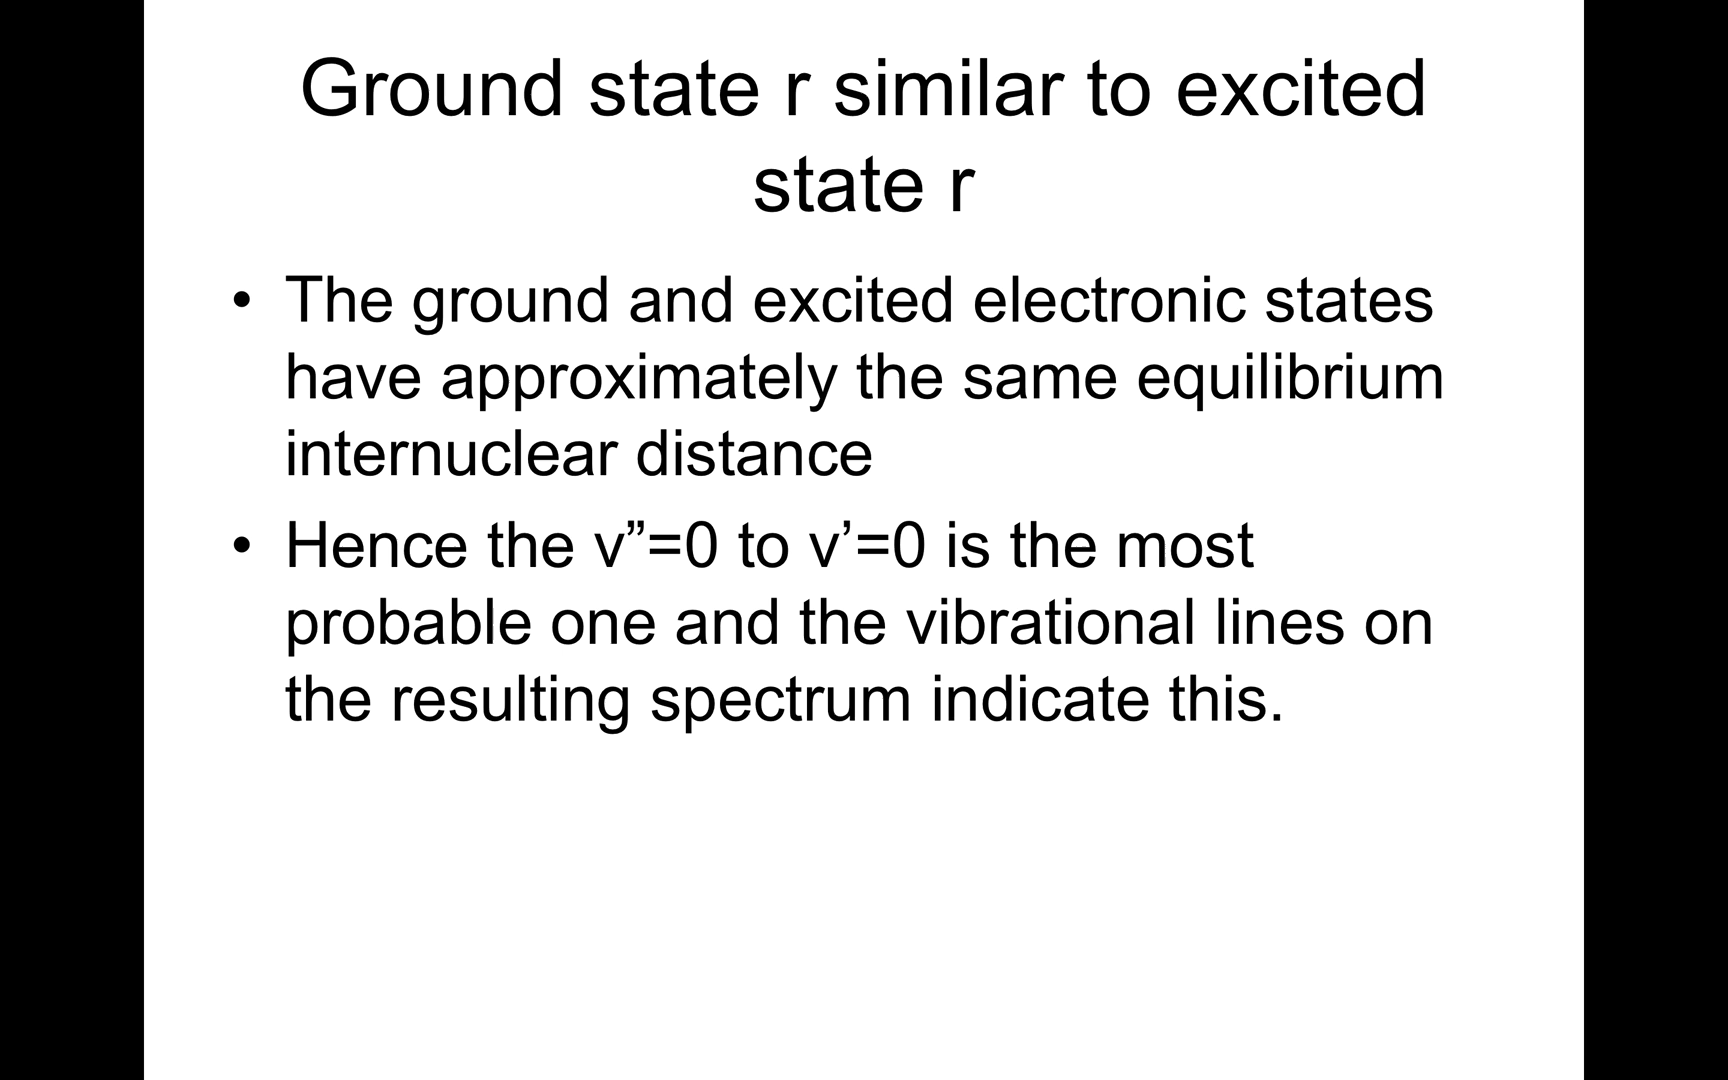 Ground state r similar to excited
state r
• The ground and excited electronic states
have approximately the same equilibrium
internuclear distance
• Hence the v”=0 to v’=0 is the most
probable one and the vibrational lines on
the resulting spectrum indicate this.